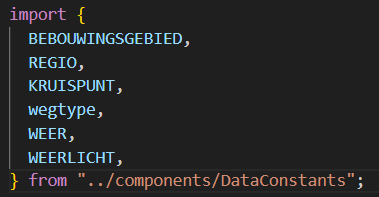 import {
  BEBOUWINGSGEBIED,
  REGIO,
  KRUISPUNT,
  wegtype,
  WEER,
  WEERLICHT,
} from "../components/DataConstants";